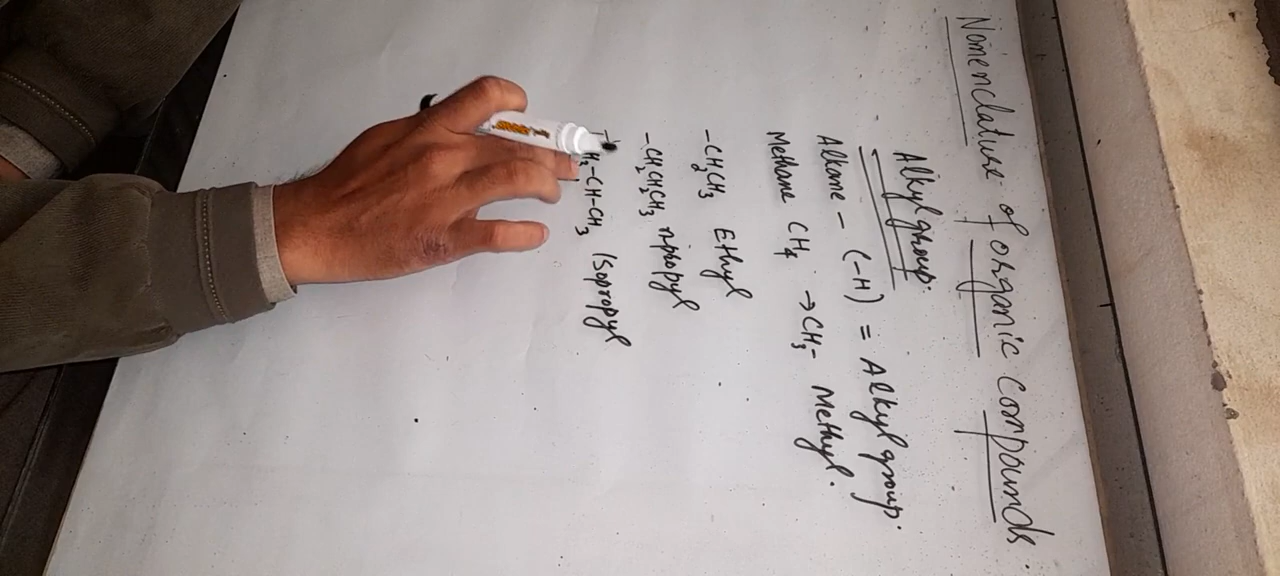 Nomenclature of organic compounds
Alkyl group.
Alkane - (-H) = Alkyl group.
Methane CH4 → CH3- Methyl.
-CH2CH3 Ethyl
-CH2CH2CH3 n propyl
H2-CH-CH3 Isopropyl